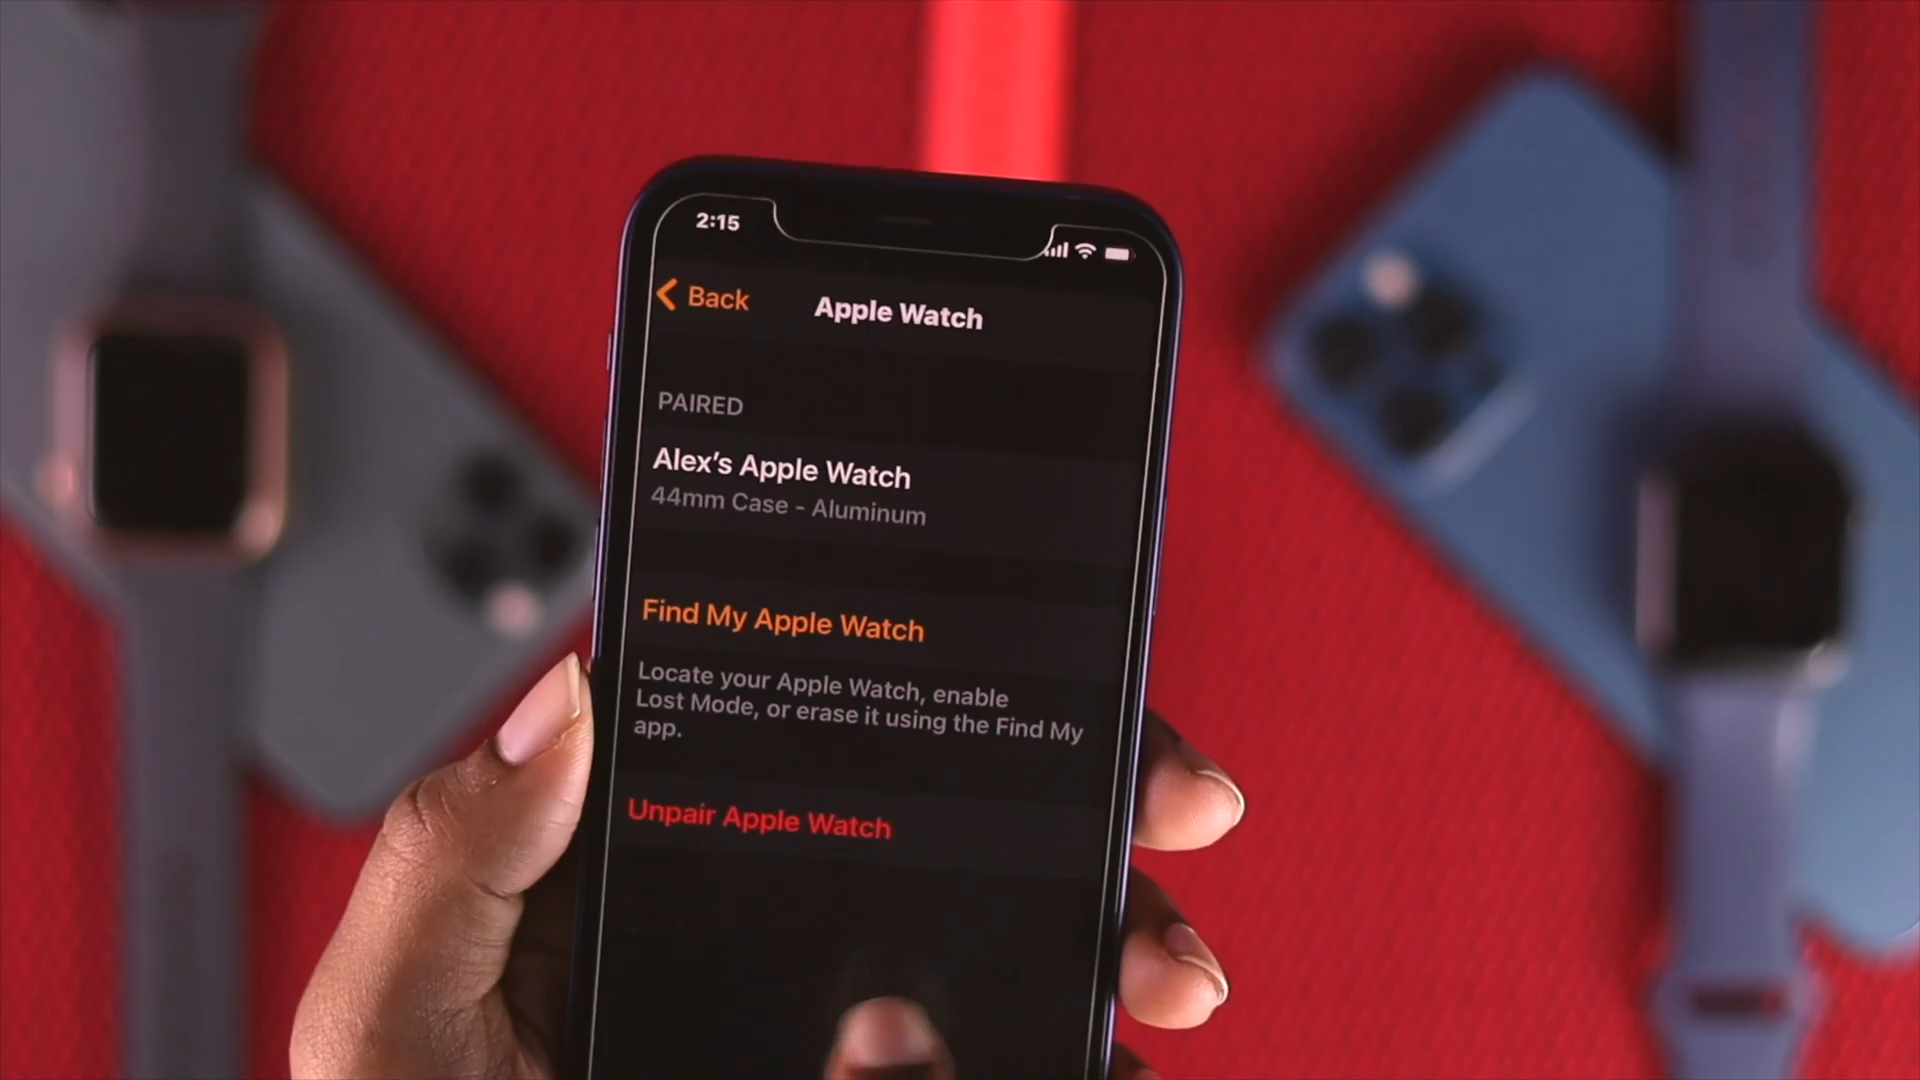 2:15
Back
Apple Watch
PAIRED
Alex's Apple Watch
44mm Case - Aluminum
Find My Apple Watch
Locate your Apple Watch, enable
Lost Mode, or erase it using the Find My
app.
Unpair Apple Watch